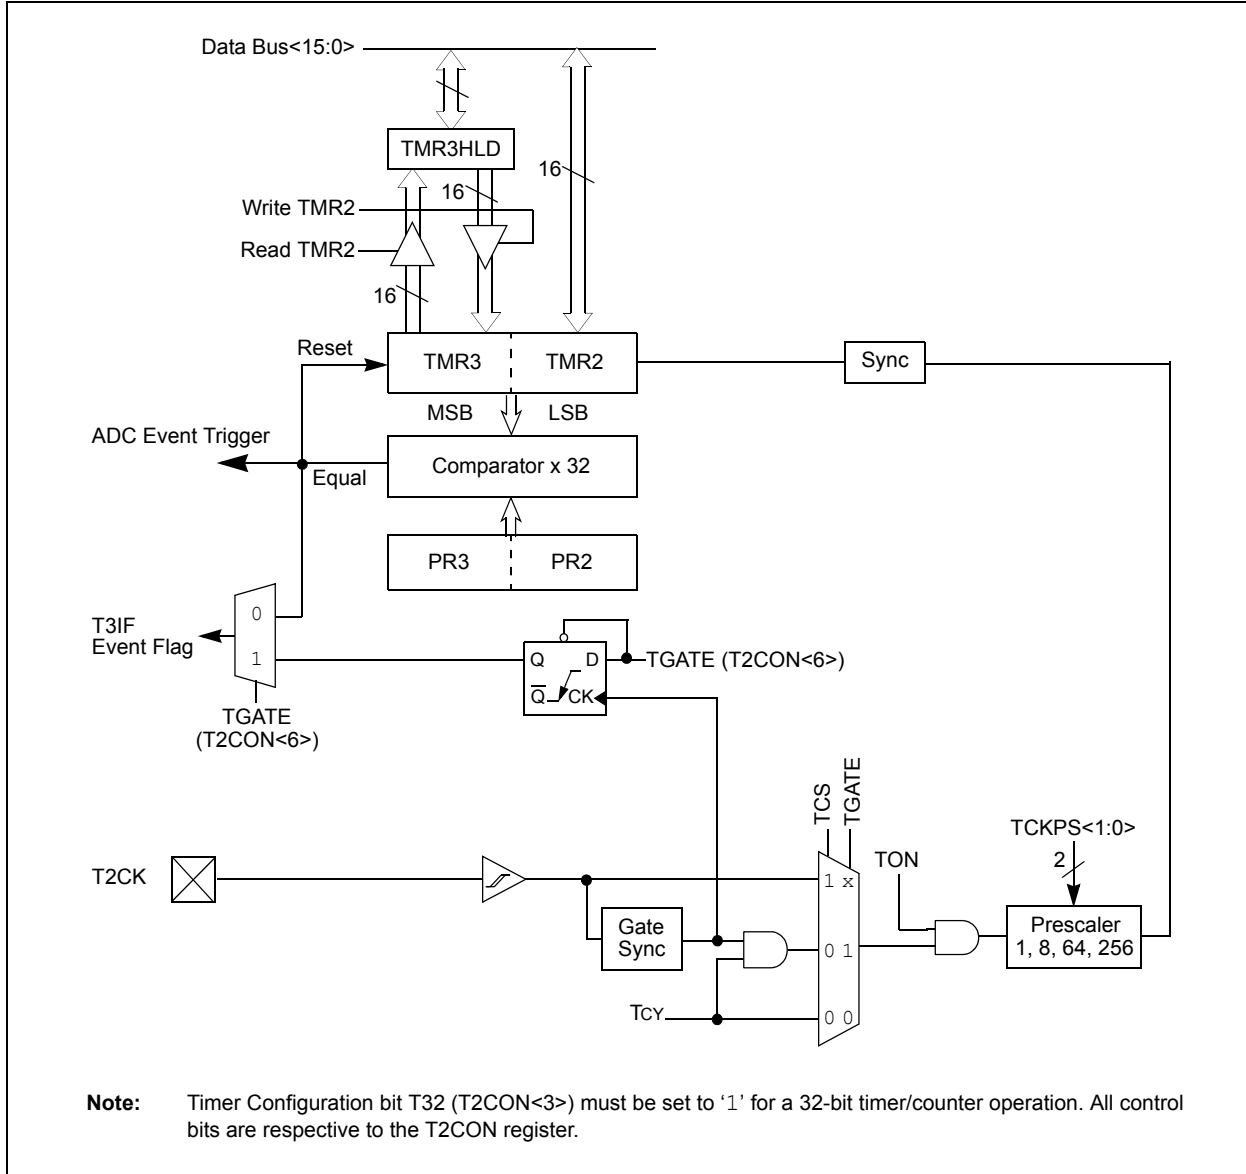 Data Bus<15:0>
TMR3HLD
16
16
Write TMR2
Read TMR2
16
Reset
TMR3
TMR2
Sync
MSB
LSB
ADC Event Trigger
Equal
Comparator x 32
PR3
PR2
0
1
T3IF
Event Flag
Q
D
TGATE (T2CON<6>)
Q̅
CK
TGATE
(T2CON<6>)
TCS
TGATE
TCKPS<1:0>
2
TON
T2CK
1 x
Gate
Sync
0 1
Prescaler
1, 8, 64, 256
TCY
0 0
Note: Timer Configuration bit T32 (T2CON<3>) must be set to ‘1’ for a 32-bit timer/counter operation. All control
bits are respective to the T2CON register.